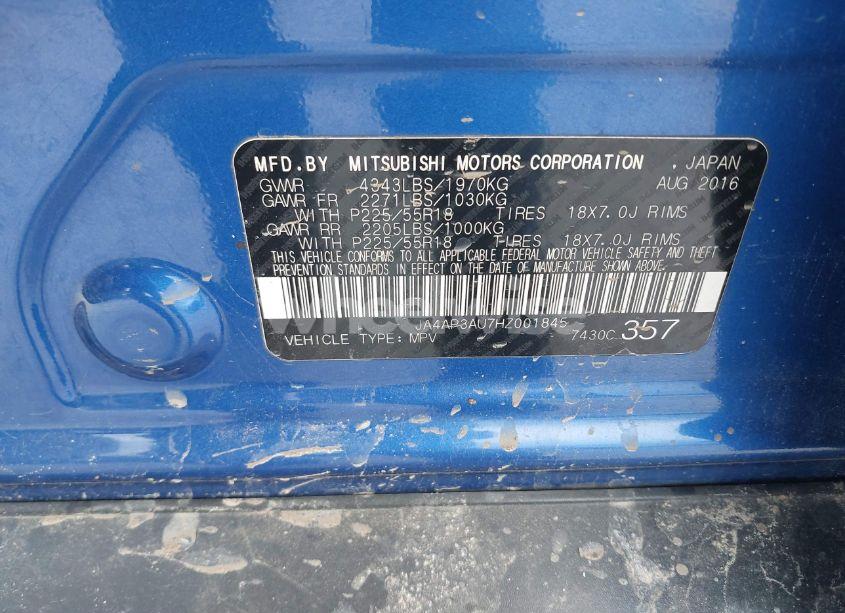 MFD.BY MITSUBISHI MOTORS CORPORATION , JAPAN
GVWR 4343LBS/1970KG AUG 2016
GAWR FR 2271LBS/1030KG
WITH P225/55R18 TIRES 18X7.0J RIMS
GAWR RR 2205LBS/1000KG
WITH P225/55R18 TIRES 18X7.0J RIMS
THIS VEHICLE CONFORMS TO ALL APPLICABLE FEDERAL MOTOR VEHICLE SAFETY AND THEFT
PREVENTION STANDARDS IN EFFECT ON THE DATE OF MANUFACTURE SHOWN ABOVE.
JA4AP3AU7HZ001845
VEHICLE TYPE: MPV 7430C 357